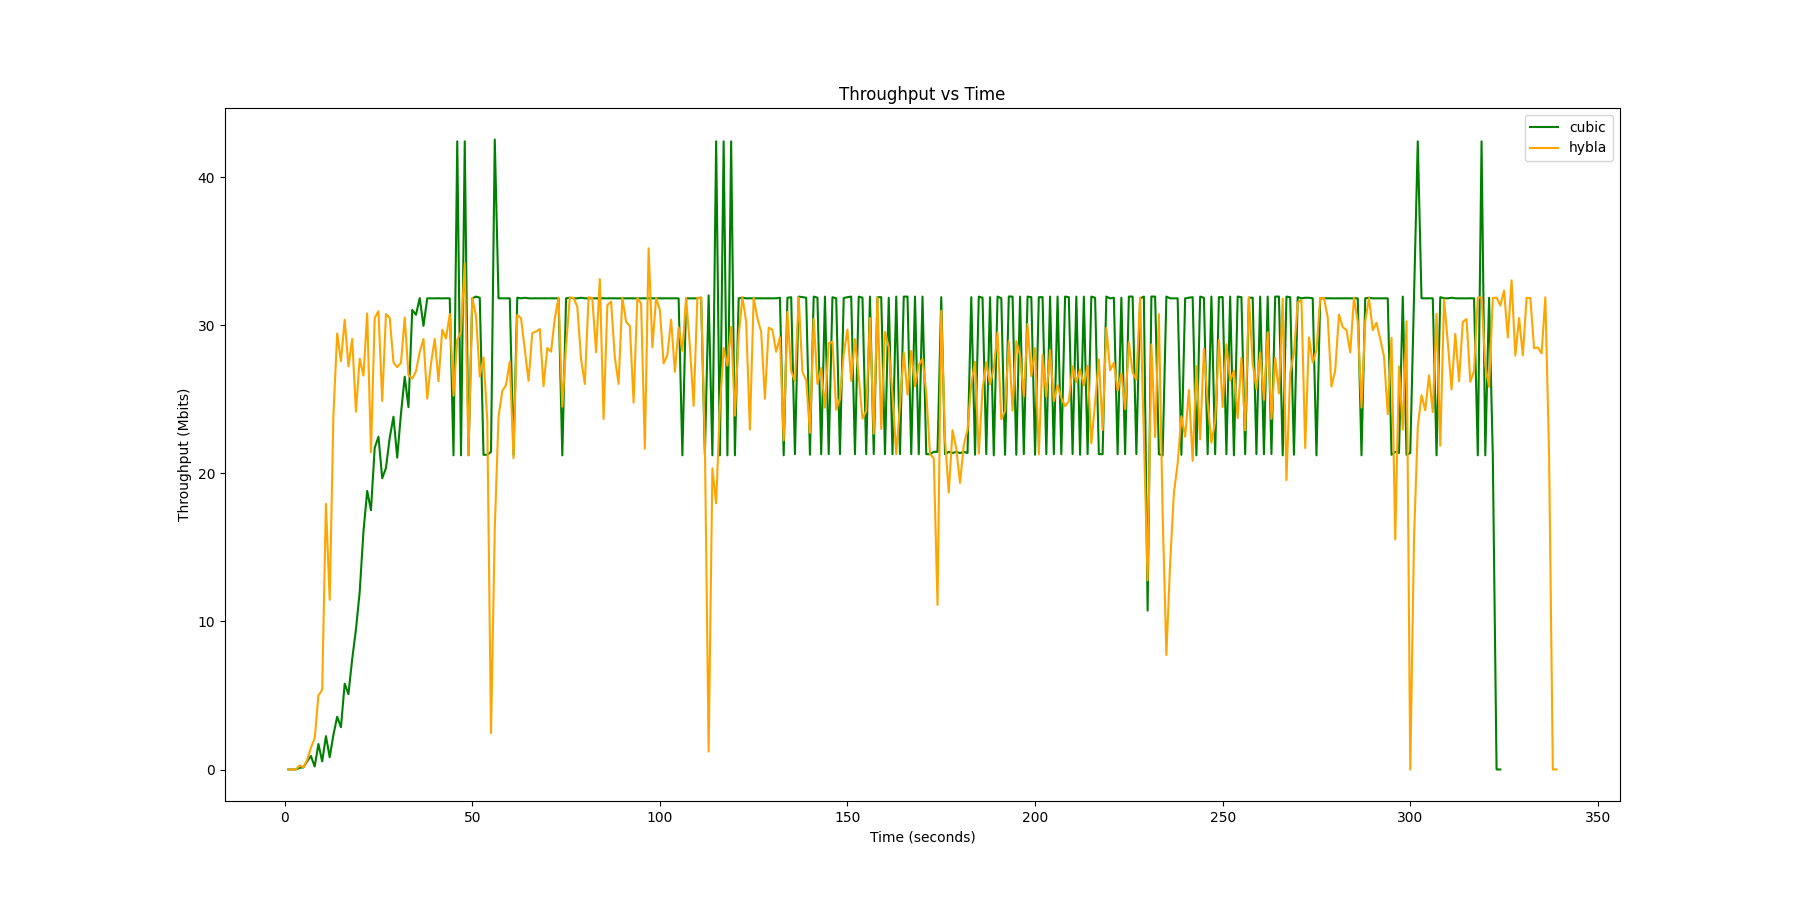 Throughput vs Time
cubic
hybla
40
30
20
10
0
Throughput (Mbits)
0 50 100 150 200 250 300 350
Time (seconds)